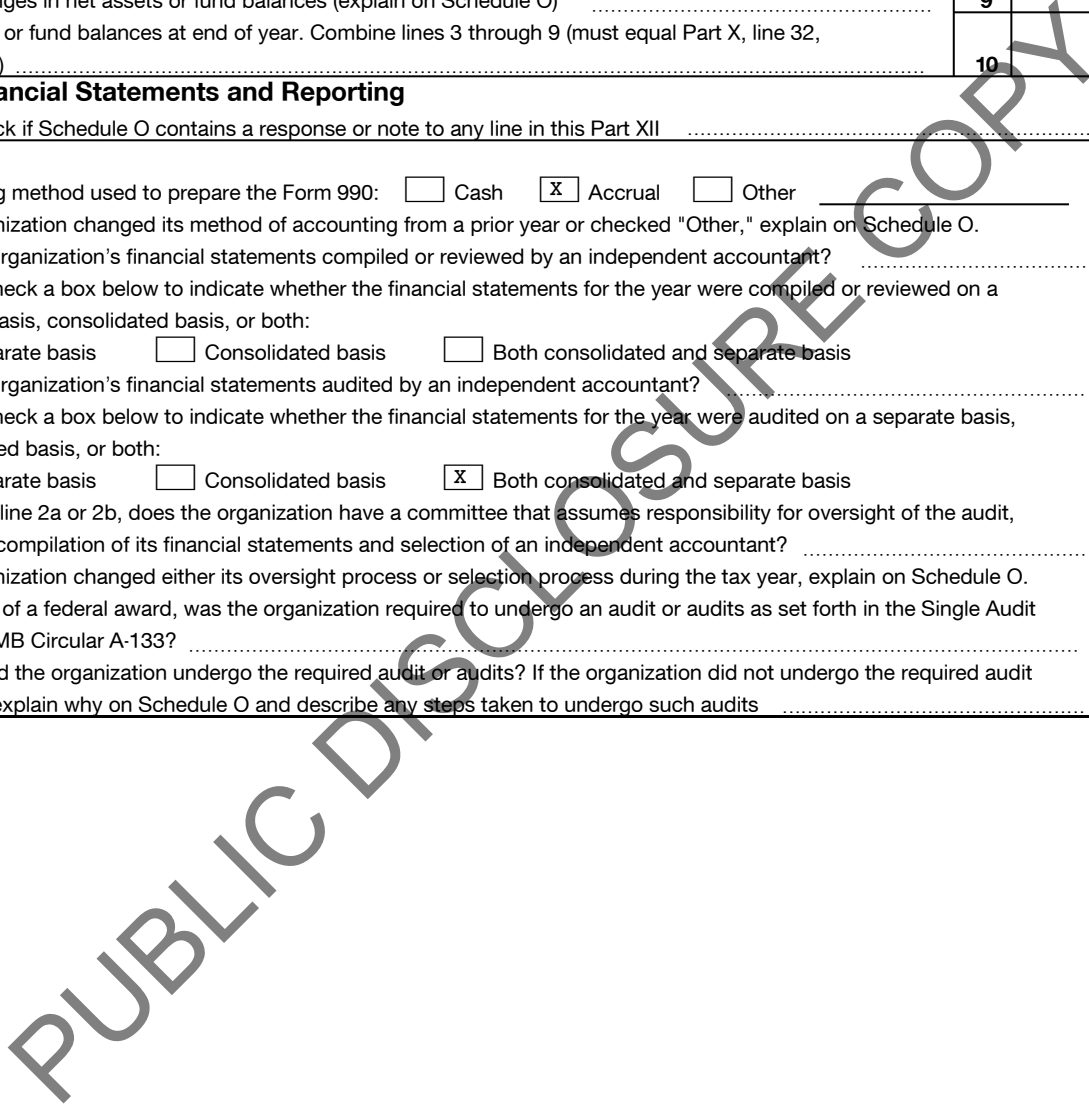 nges in net assets or fund balances (explain on Schedule O) 9
or fund balances at end of year. Combine lines 3 through 9 (must equal Part X, line 32,
) 10
ancial Statements and Reporting
ck if Schedule O contains a response or note to any line in this Part XII
g method used to prepare the Form 990: Cash X Accrual Other
nization changed its method of accounting from a prior year or checked "Other," explain on Schedule O.
rganization's financial statements compiled or reviewed by an independent accountant?
heck a box below to indicate whether the financial statements for the year were compiled or reviewed on a
asis, consolidated basis, or both:
arate basis Consolidated basis Both consolidated and separate basis
rganization's financial statements audited by an independent accountant?
heck a box below to indicate whether the financial statements for the year were audited on a separate basis,
ed basis, or both:
arate basis Consolidated basis X Both consolidated and separate basis
line 2a or 2b, does the organization have a committee that assumes responsibility for oversight of the audit,
compilation of its financial statements and selection of an independent accountant?
nization changed either its oversight process or selection process during the tax year, explain on Schedule O.
of a federal award, was the organization required to undergo an audit or audits as set forth in the Single Audit
MB Circular A-133?
d the organization undergo the required audit or audits? If the organization did not undergo the required audit
explain why on Schedule O and describe any steps taken to undergo such audits
PUBLIC DISCLOSURE COPY